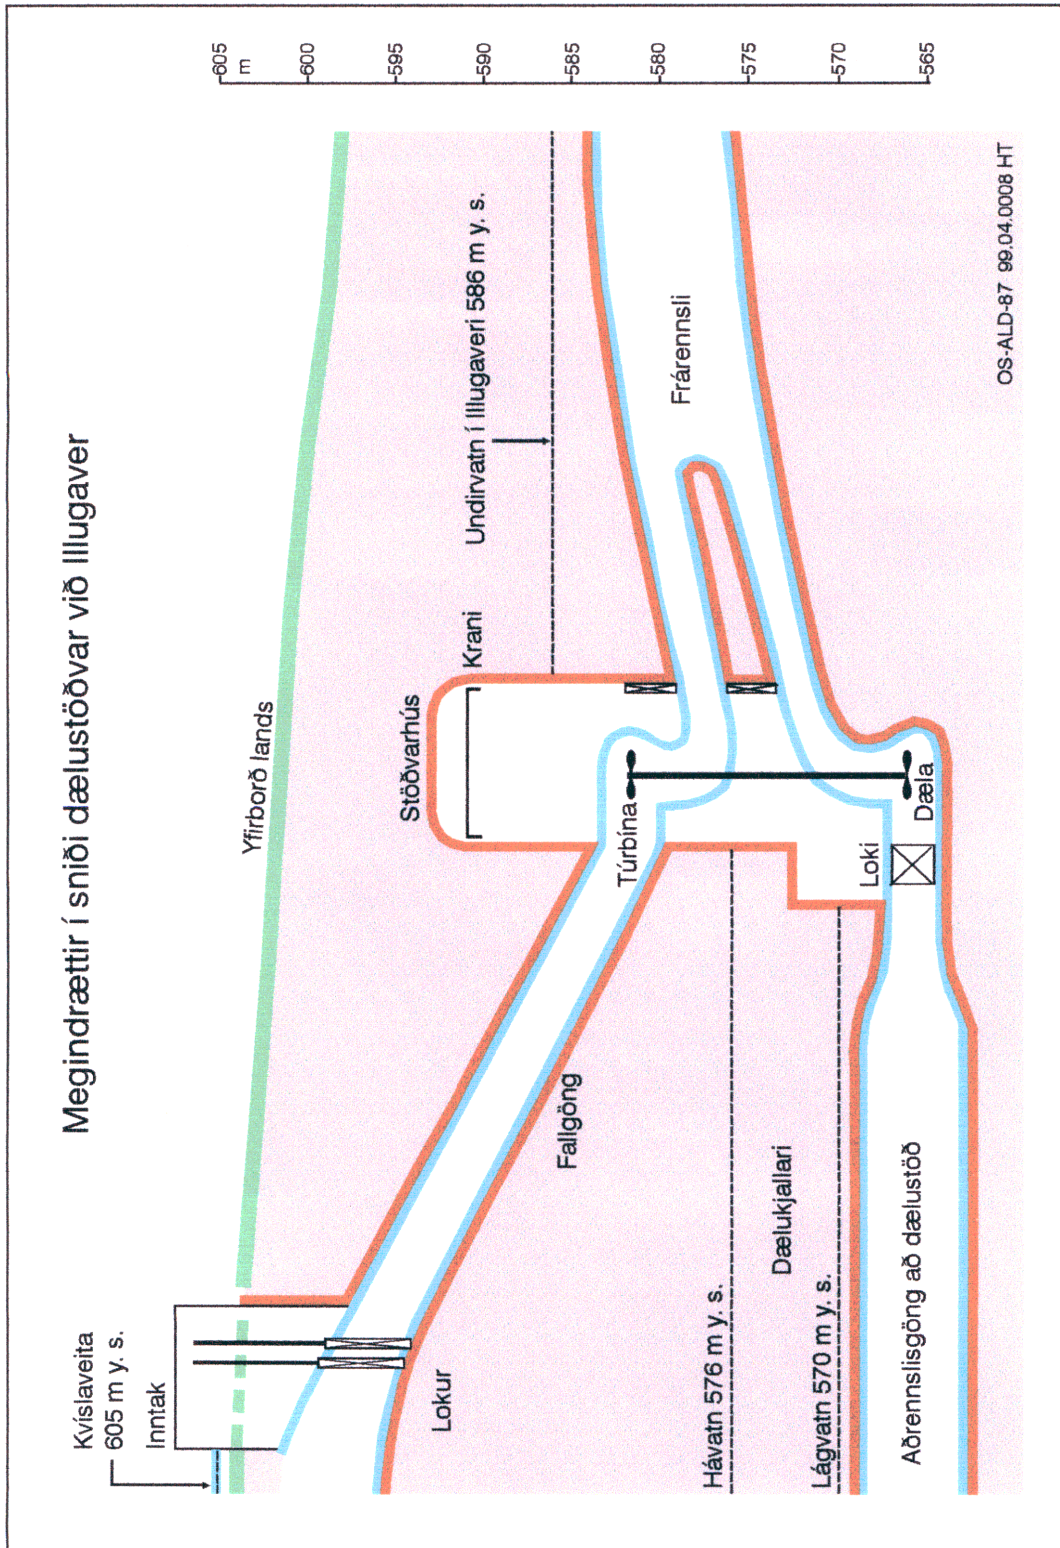 Megindrættir í sniði dælustöðvar við Illugaver
Kvíslaveita
605 m y. s.
Inntak
Yfirborð lands
Stöðvarhús
Krani
Undirvatn í Illugaveri 586 m y. s.
Lokur
Fallgöng
Túrbína
Frárennsli
Hávatn 576 m y. s.
Dælukjallari
Lágvatn 570 m y. s.
Loki
Dæla
Aðrennslisgöng að dælustöð
605
m
600
595
590
585
580
575
570
565
OS-ALD-87 99.04.0008 HT